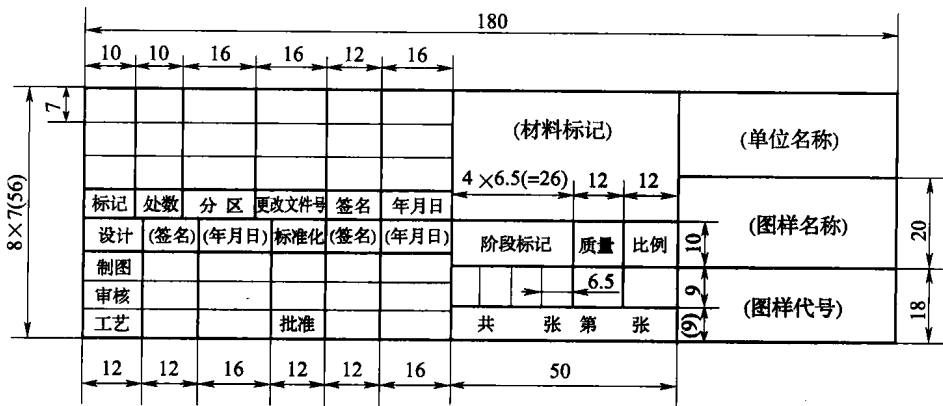 180
10 10 16 16 12 16
7
8×7(56)
(材料标记)
(单位名称)
4×6.5(=26) 12 12
标记 处数 分区 更改文件号 签名 年月日
(图样名称)
20
设计 (签名) (年月日) 标准化 (签名) (年月日)
阶段标记 质量 比例 10
制图
6.5 9
审核
(图样代号)
18
工艺 批准
共 张 第 张 (9)
12 12 16 12 12 16 50